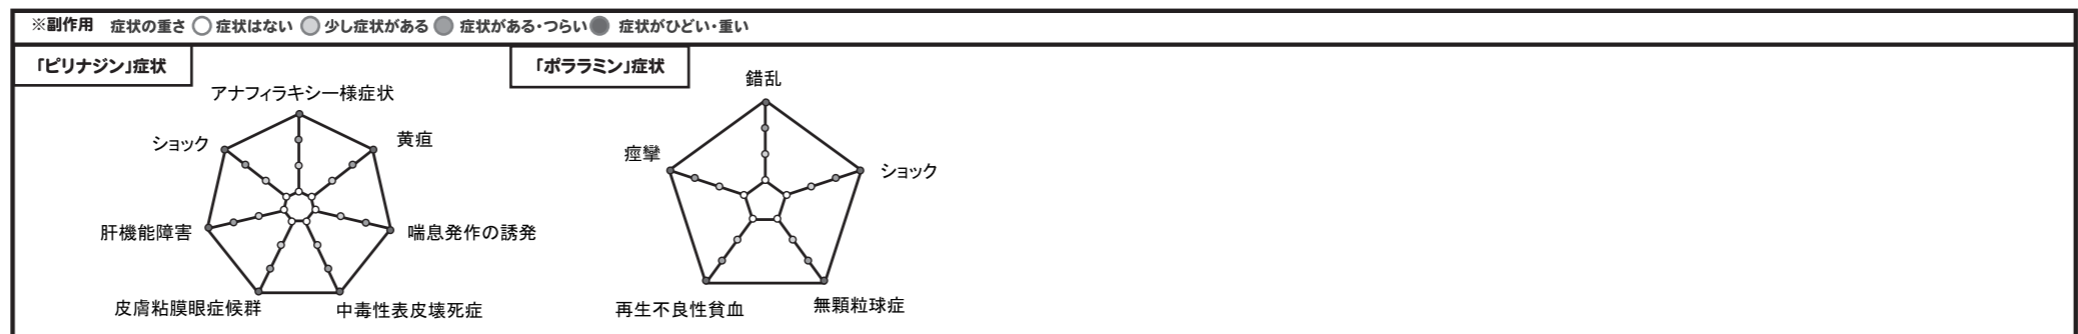 ※副作用 症状の重さ 症状はない 少し症状がある 症状がある・つらい 症状がひどい・重い
「ピリナジン」症状
アナフィラキシー様症状
ショック
黄疸
肝機能障害
喘息発作の誘発
皮膚粘膜眼症候群
中毒性表皮壊死症
「ポララミン」症状
錯乱
痙攣
ショック
再生不良性貧血
無顆粒球症